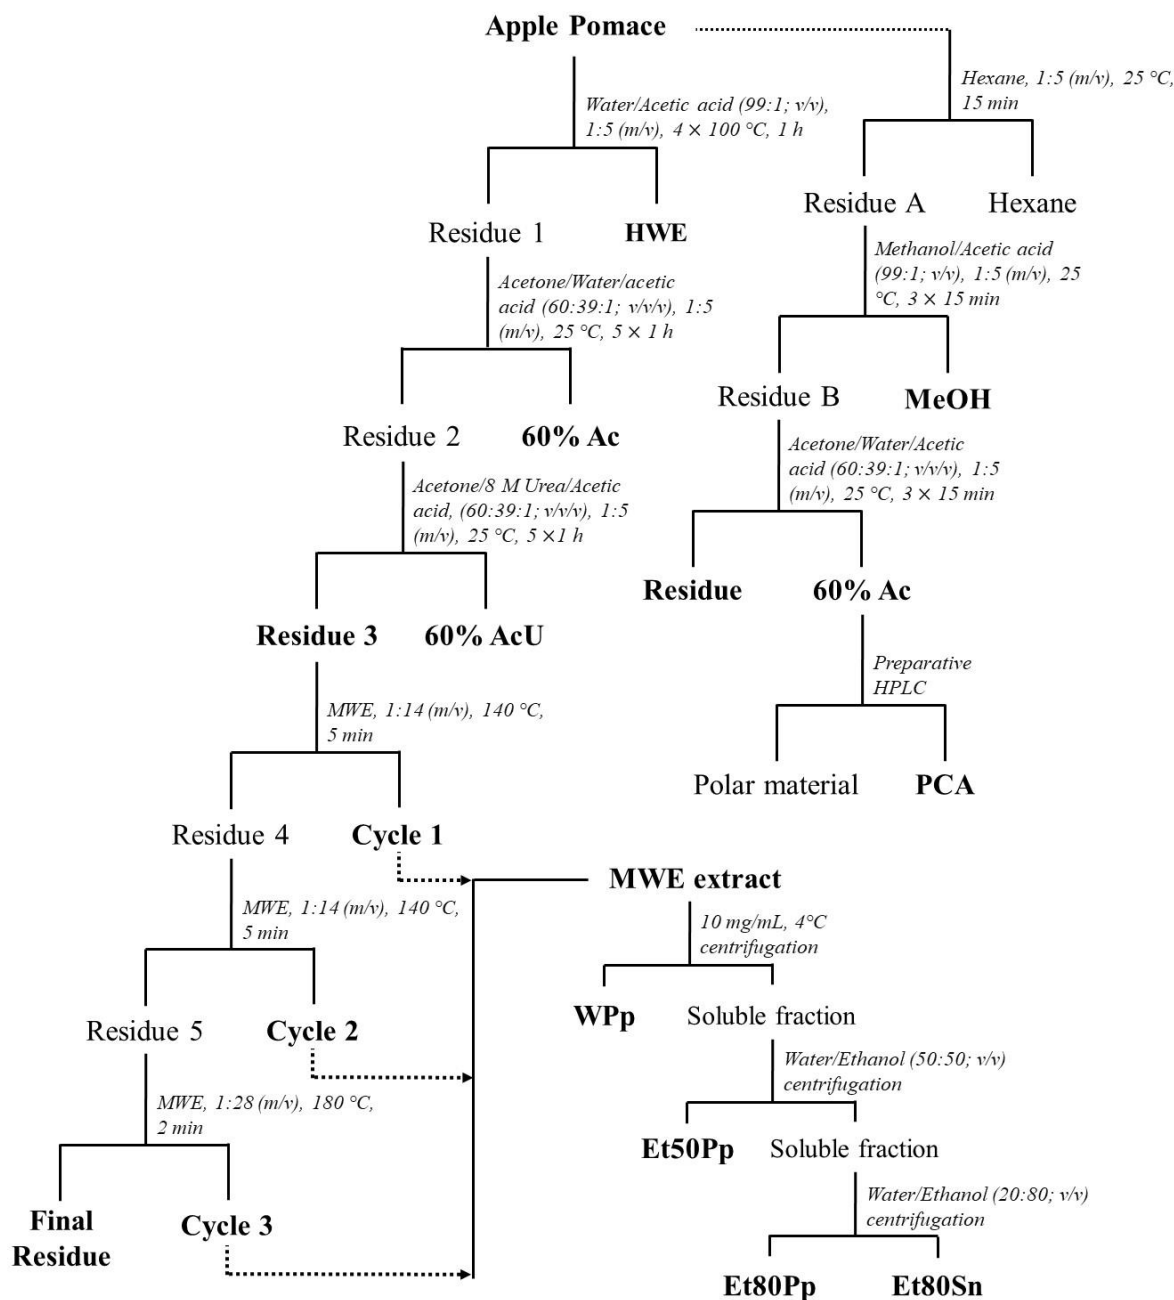 Apple Pomace
Water/Acetic acid (99:1; v/v),
1:5 (m/v), 4 × 100 °C, 1 h
Residue 1
HWE
Acetone/Water/acetic
acid (60:39:1; v/v/v), 1:5
(m/v), 25 °C, 5 × 1 h
Residue 2
60% Ac
Acetone/8 M Urea/Acetic
acid, (60:39:1; v/v/v), 1:5
(m/v), 25 °C, 5 ×1 h
Residue 3
60% AcU
MWE, 1:14 (m/v), 140 °C,
5 min
Residue 4
Cycle 1
MWE, 1:14 (m/v), 140 °C,
5 min
Residue 5
Cycle 2
MWE, 1:28 (m/v), 180 °C,
2 min
Final
Residue
Cycle 3
Hexane, 1:5 (m/v), 25 °C,
15 min
Residue A
Hexane
Methanol/Acetic acid
(99:1; v/v), 1:5 (m/v), 25
°C, 3 × 15 min
Residue B
MeOH
Acetone/Water/Acetic
acid (60:39:1; v/v/v), 1:5
(m/v), 25 °C, 3 × 15 min
Residue
60% Ac
Preparative
HPLC
Polar material
PCA
MWE extract
10 mg/mL, 4°C
centrifugation
WPp
Soluble fraction
Water/Ethanol (50:50; v/v)
centrifugation
Et50Pp
Soluble fraction
Water/Ethanol (20:80; v/v)
centrifugation
Et80Pp
Et80Sn